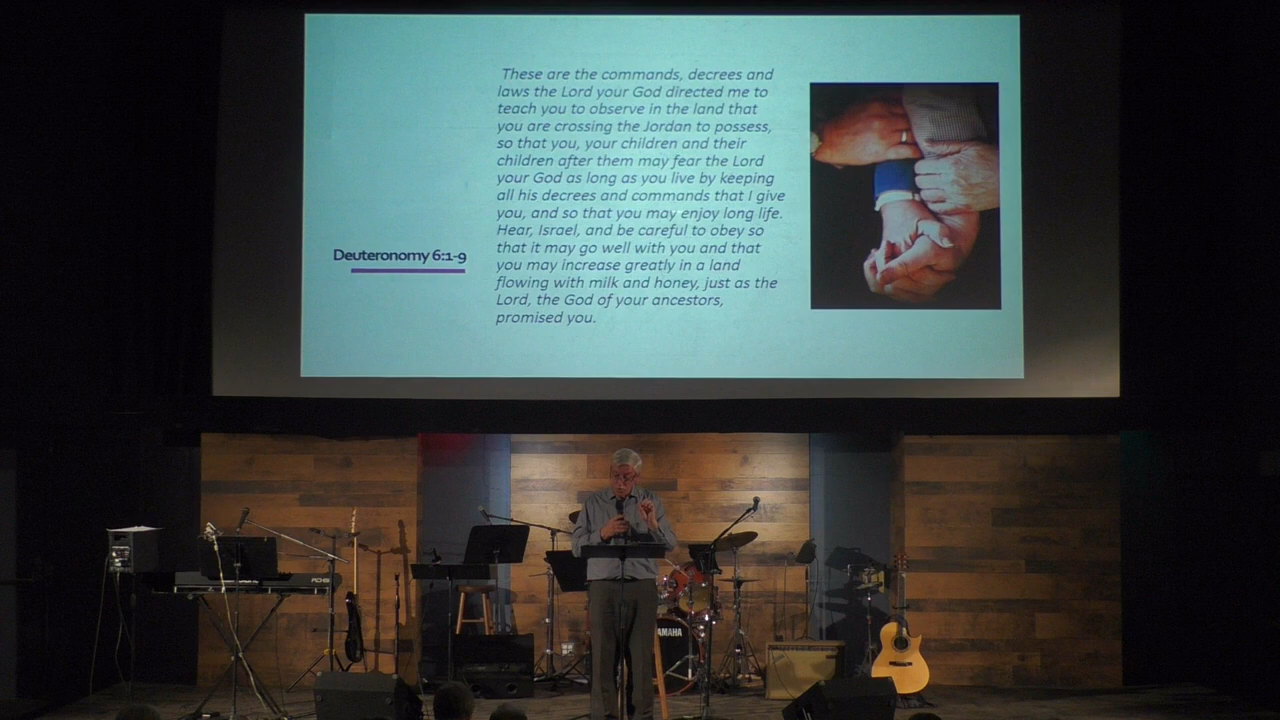 These are the commands, decrees and
laws the Lord your God directed me to
teach you to observe in the land that
you are crossing the Jordan to possess,
so that you, your children and their
children after them may fear the Lord
your God as long as you live by keeping
all his decrees and commands that I give
you, and so that you may enjoy long life.
Hear, Israel, and be careful to obey so
that it may go well with you and that
you may increase greatly in a land
flowing with milk and honey, just as the
Lord, the God of your ancestors,
promised you.
Deuteronomy 6:1-9
AMAHA